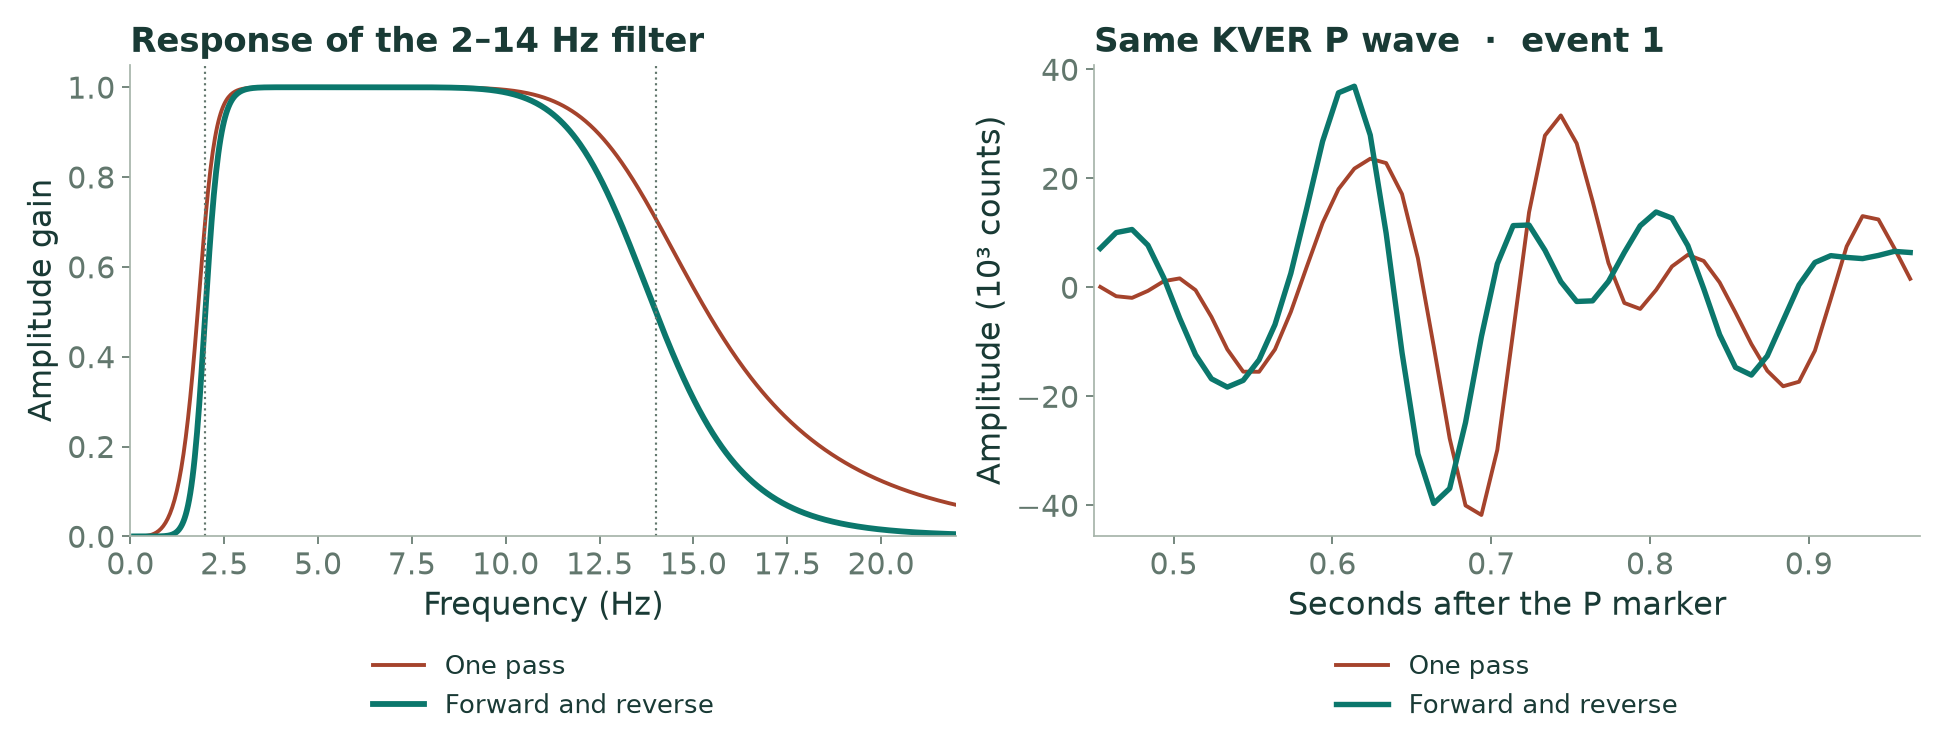 Response of the 2–14 Hz filter
Amplitude gain
1.0
0.8
0.6
0.4
0.2
0.0
0.0 2.5 5.0 7.5 10.0 12.5 15.0 17.5 20.0
Frequency (Hz)
One pass
Forward and reverse
Same KVER P wave · event 1
Amplitude (10³ counts)
40
20
0
−20
−40
0.5 0.6 0.7 0.8 0.9
Seconds after the P marker
One pass
Forward and reverse